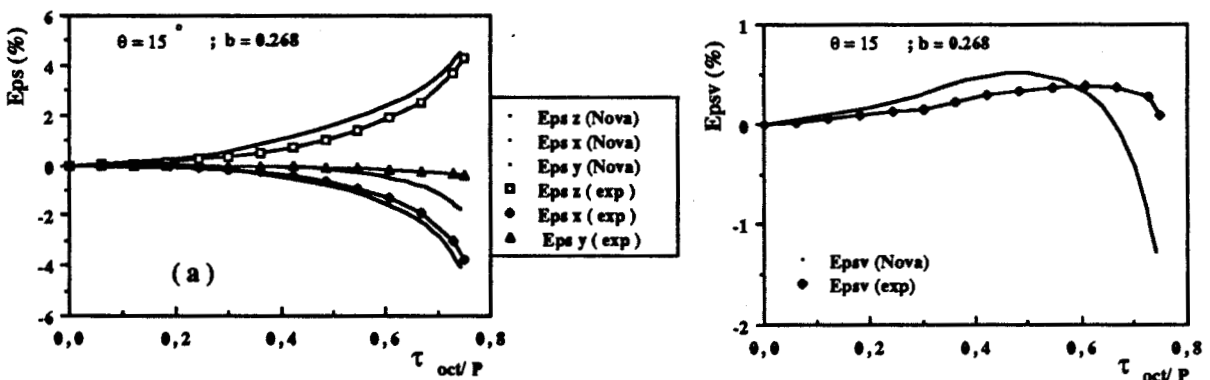 6
4
2
0
-2
-4
-6
Eps (%)
θ = 15 ° ; b = 0.268
( a )
0,0
0,2
0,4
0,6
0,8
τ oct/ P
Eps z (Nova)
Eps x (Nova)
Eps y (Nova)
Eps z ( exp )
Eps x ( exp )
Eps y ( exp )
1
0
-1
-2
Epsv (%)
θ = 15 ; b = 0.268
Epsv (Nova)
Epsv (exp)
0,0
0,2
0,4
0,6
0,8
τ oct/ P